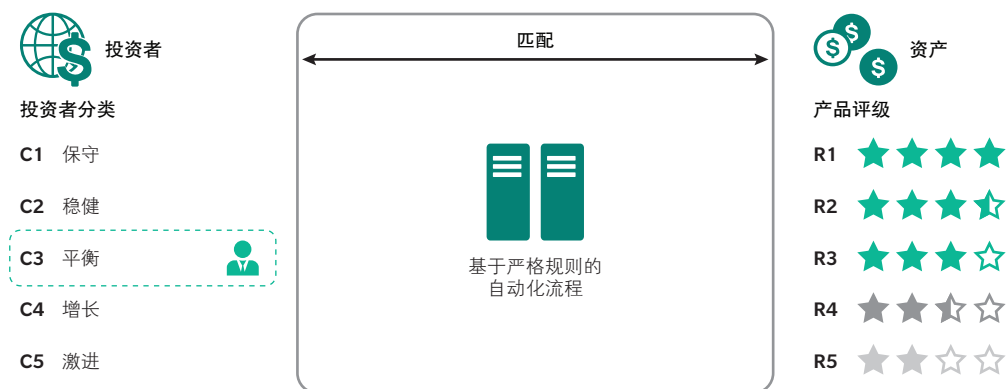 投资者
投资者分类
C1 保守
C2 稳健
C3 平衡
C4 增长
C5 激进
匹配
基于严格规则的
自动化流程
资产
产品评级
R1
R2
R3
R4
R5